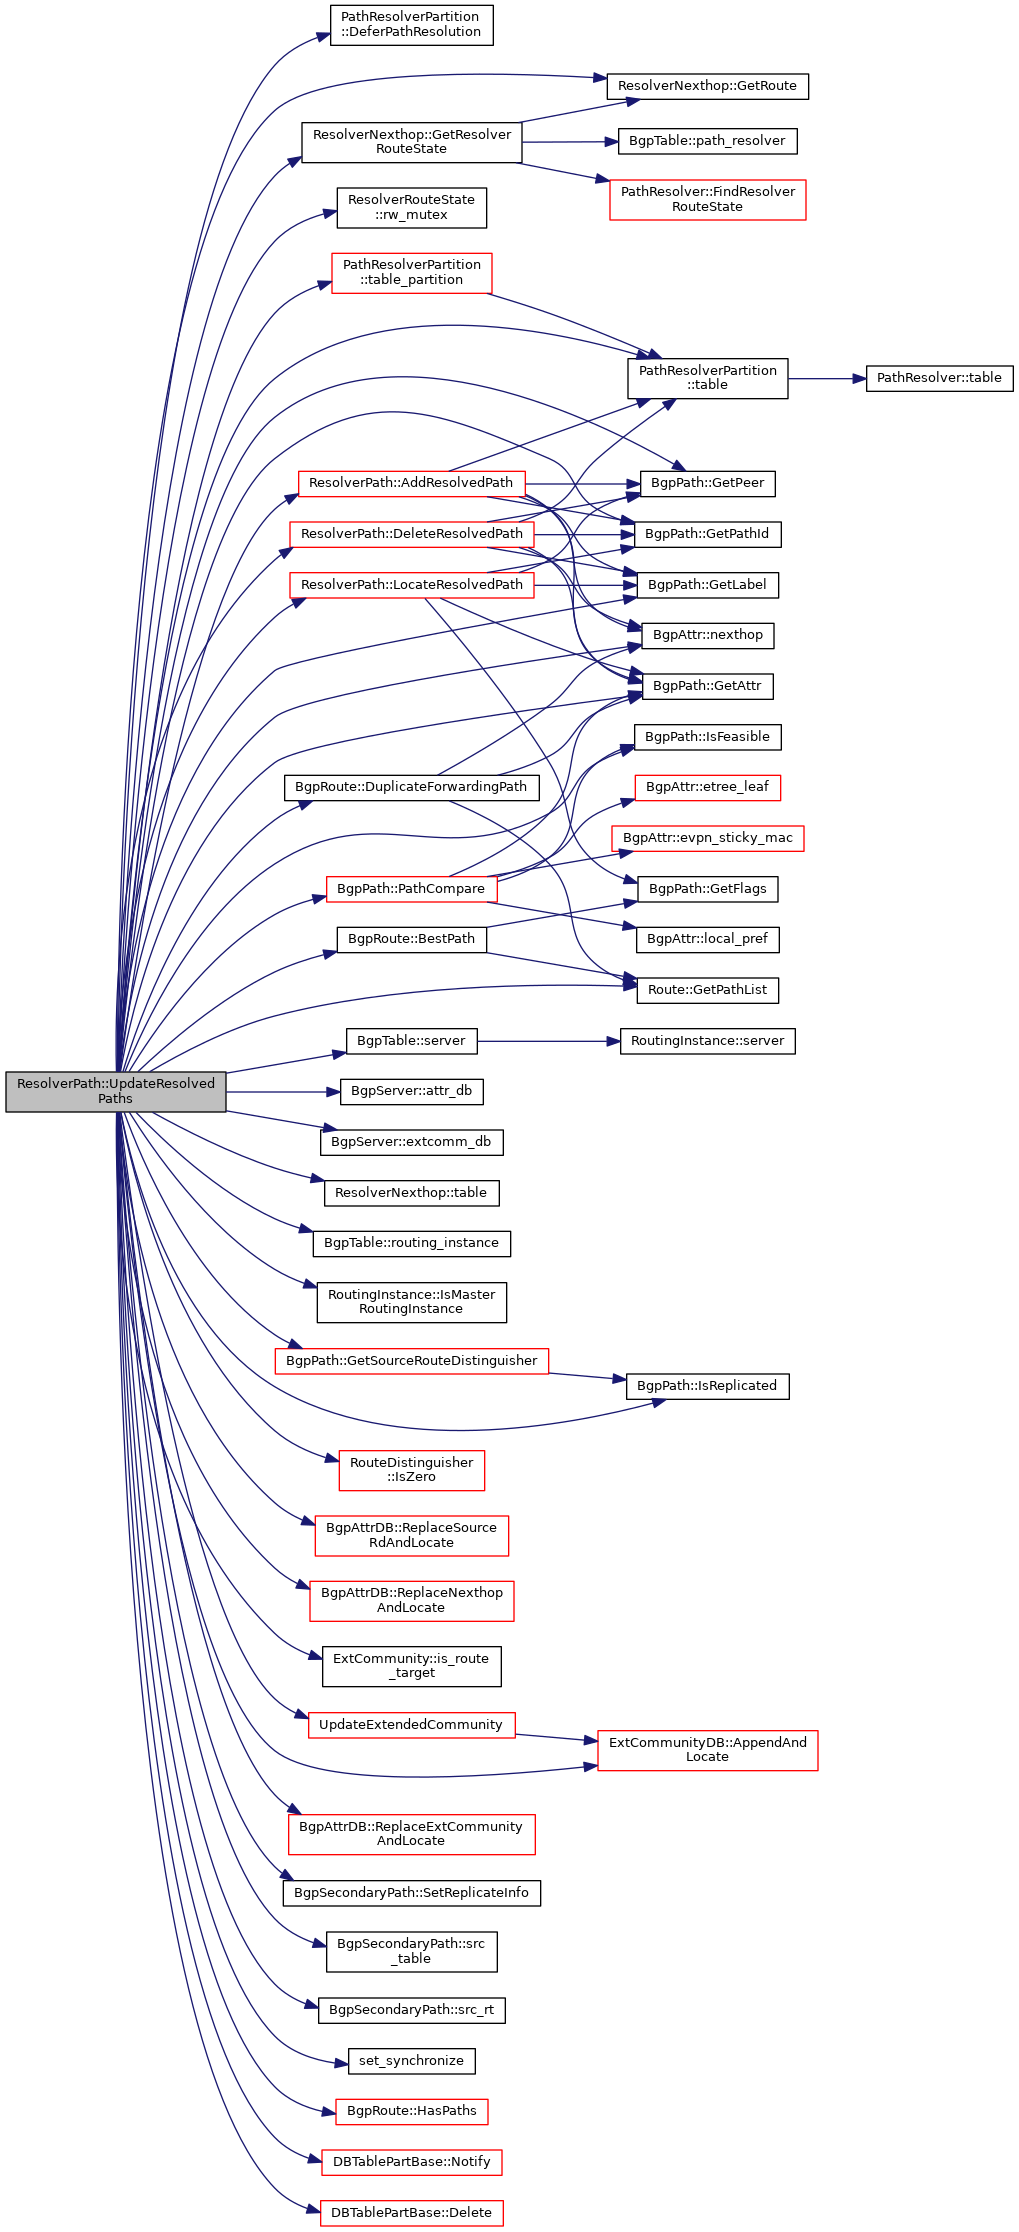 PathResolverPartition
::DeferPathResolution
ResolverNexthop::GetRoute
ResolverNexthop::GetResolver
RouteState
BgpTable::path_resolver
PathResolver::FindResolver
RouteState
ResolverRouteState
::rw_mutex
PathResolverPartition
::table_partition
PathResolverPartition
::table
PathResolver::table
ResolverPath::AddResolvedPath
BgpPath::GetPeer
ResolverPath::DeleteResolvedPath
BgpPath::GetPathId
ResolverPath::LocateResolvedPath
BgpPath::GetLabel
BgpAttr::nexthop
BgpPath::GetAttr
BgpPath::IsFeasible
BgpRoute::DuplicateForwardingPath
BgpAttr::etree_leaf
BgpAttr::evpn_sticky_mac
BgpPath::PathCompare
BgpPath::GetFlags
BgpRoute::BestPath
BgpAttr::local_pref
Route::GetPathList
BgpTable::server
RoutingInstance::server
ResolverPath::UpdateResolved
Paths
BgpServer::attr_db
BgpServer::extcomm_db
ResolverNexthop::table
BgpTable::routing_instance
RoutingInstance::IsMaster
RoutingInstance
BgpPath::GetSourceRouteDistinguisher
BgpPath::IsReplicated
RouteDistinguisher
::IsZero
BgpAttrDB::ReplaceSource
RdAndLocate
BgpAttrDB::ReplaceNexthop
AndLocate
ExtCommunity::is_route
_target
UpdateExtendedCommunity
ExtCommunityDB::AppendAnd
Locate
BgpAttrDB::ReplaceExtCommunity
AndLocate
BgpSecondaryPath::SetReplicateInfo
BgpSecondaryPath::src
_table
BgpSecondaryPath::src_rt
set_synchronize
BgpRoute::HasPaths
DBTablePartBase::Notify
DBTablePartBase::Delete